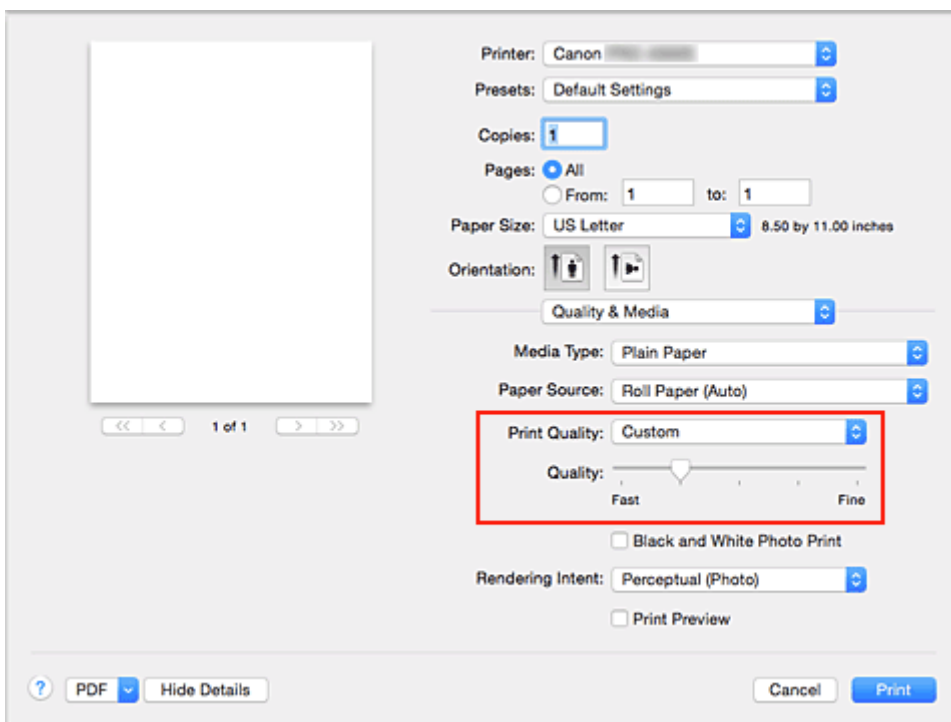 Printer: Canon
Presets: Default Settings
Copies: 1
Pages: All
From: 1 to: 1
Paper Size: US Letter 8.50 by 11.00 inches
Orientation:
Quality & Media
Media Type: Plain Paper
Paper Source: Roll Paper (Auto)
<< < 1 of 1 > >>
Print Quality: Custom
Quality:
Fast Fine
Black and White Photo Print
Rendering Intent: Perceptual (Photo)
Print Preview
? PDF Hide Details Cancel Print